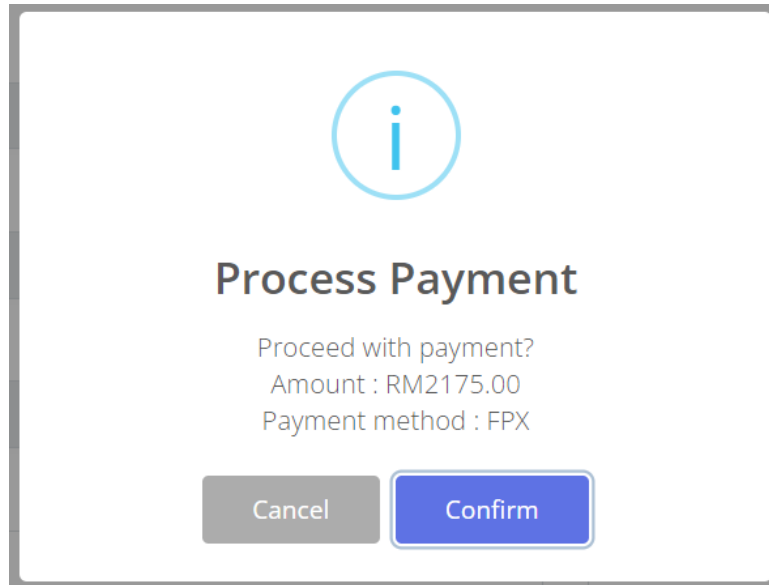 i
Process Payment
Proceed with payment?
Amount : RM2175.00
Payment method : FPX
Cancel
Confirm